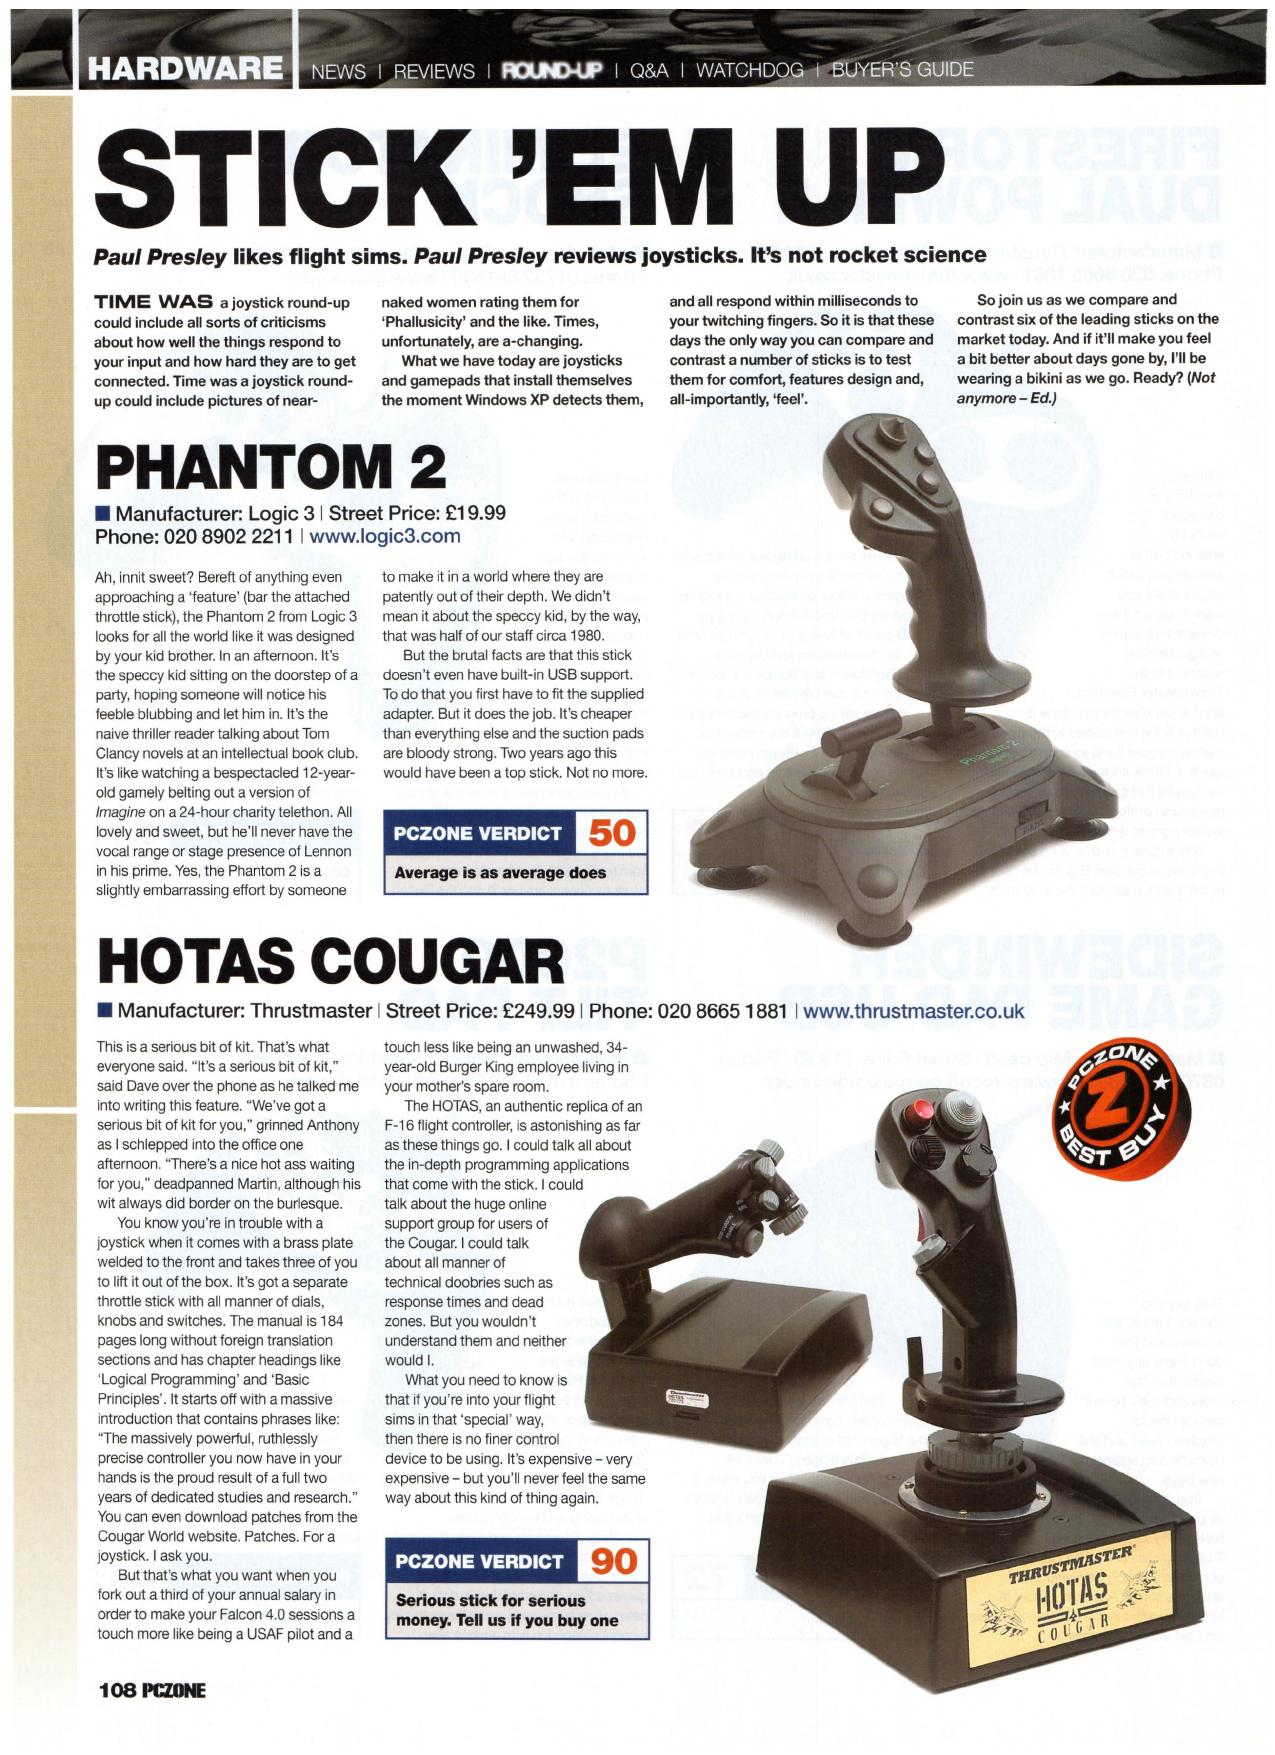 HARDWARE
NEWS | REVIEWS | ROUND-UP | Q&A | WATCHDOG | BUYER'S GUIDE
STICK 'EM UP
Paul Presley likes flight sims. Paul Presley reviews joysticks. It's not rocket science
TIME WAS a joystick round-up
could include all sorts of criticisms
about how well the things respond to
your input and how hard they are to get
connected. Time was a joystick round-
up could include pictures of near-
naked women rating them for
'Phallusicity' and the like. Times,
unfortunately, are a-changing.
What we have today are joysticks
and gamepads that install themselves
the moment Windows XP detects them,
and all respond within milliseconds to
your twitching fingers. So it is that these
days the only way you can compare and
contrast a number of sticks is to test
them for comfort, features design and,
all-importantly, 'feel'.
So join us as we compare and
contrast six of the leading sticks on the
market today. And if it'll make you feel
a bit better about days gone by, I'll be
wearing a bikini as we go. Ready? (Not
anymore – Ed.)
PHANTOM 2
Manufacturer: Logic 3 | Street Price: £19.99
Phone: 020 8902 2211 | www.logic3.com
Ah, innit sweet? Bereft of anything even
approaching a 'feature' (bar the attached
throttle stick), the Phantom 2 from Logic 3
looks for all the world like it was designed
by your kid brother. In an afternoon. It's
the speccy kid sitting on the doorstep of a
party, hoping someone will notice his
feeble blubbing and let him in. It's the
naive thriller reader talking about Tom
Clancy novels at an intellectual book club.
It's like watching a bespectacled 12-year-
old gamely belting out a version of
Imagine on a 24-hour charity telethon. All
lovely and sweet, but he'll never have the
vocal range or stage presence of Lennon
in his prime. Yes, the Phantom 2 is a
slightly embarrassing effort by someone
to make it in a world where they are
patently out of their depth. We didn't
mean it about the speccy kid, by the way,
that was half of our staff circa 1980.
But the brutal facts are that this stick
doesn't even have built-in USB support.
To do that you first have to fit the supplied
adapter. But it does the job. It's cheaper
than everything else and the suction pads
are bloody strong. Two years ago this
would have been a top stick. Not no more.
PCZONE VERDICT 50
Average is as average does
Phantom 2
HOTAS COUGAR
Manufacturer: Thrustmaster | Street Price: £249.99 | Phone: 020 8665 1881 | www.thrustmaster.co.uk
This is a serious bit of kit. That's what
everyone said. "It's a serious bit of kit,"
said Dave over the phone as he talked me
into writing this feature. "We've got a
serious bit of kit for you," grinned Anthony
as I schlepped into the office one
afternoon. "There's a nice hot ass waiting
for you," deadpanned Martin, although his
wit always did border on the burlesque.
You know you're in trouble with a
joystick when it comes with a brass plate
welded to the front and takes three of you
to lift it out of the box. It's got a separate
throttle stick with all manner of dials,
knobs and switches. The manual is 184
pages long without foreign translation
sections and has chapter headings like
'Logical Programming' and 'Basic
Principles'. It starts off with a massive
introduction that contains phrases like:
"The massively powerful, ruthlessly
precise controller you now have in your
hands is the proud result of a full two
years of dedicated studies and research."
You can even download patches from the
Cougar World website. Patches. For a
joystick. I ask you.
But that's what you want when you
fork out a third of your annual salary in
order to make your Falcon 4.0 sessions a
touch more like being a USAF pilot and a
touch less like being an unwashed, 34-
year-old Burger King employee living in
your mother's spare room.
The HOTAS, an authentic replica of an
F-16 flight controller, is astonishing as far
as these things go. I could talk all about
the in-depth programming applications
that come with the stick. I could
talk about the huge online
support group for users of
the Cougar. I could talk
about all manner of
technical doobries such as
response times and dead
zones. But you wouldn't
understand them and neither
would I.
What you need to know is
that if you're into your flight
sims in that 'special' way,
then there is no finer control
device to be using. It's expensive – very
expensive – but you'll never feel the same
way about this kind of thing again.
PCZONE VERDICT 90
Serious stick for serious
money. Tell us if you buy one
PCZONE
Z
BEST BUY
Thrustmaster
HOTAS
THRUSTMASTER
HOTAS
COUGAR
108 PCZONE